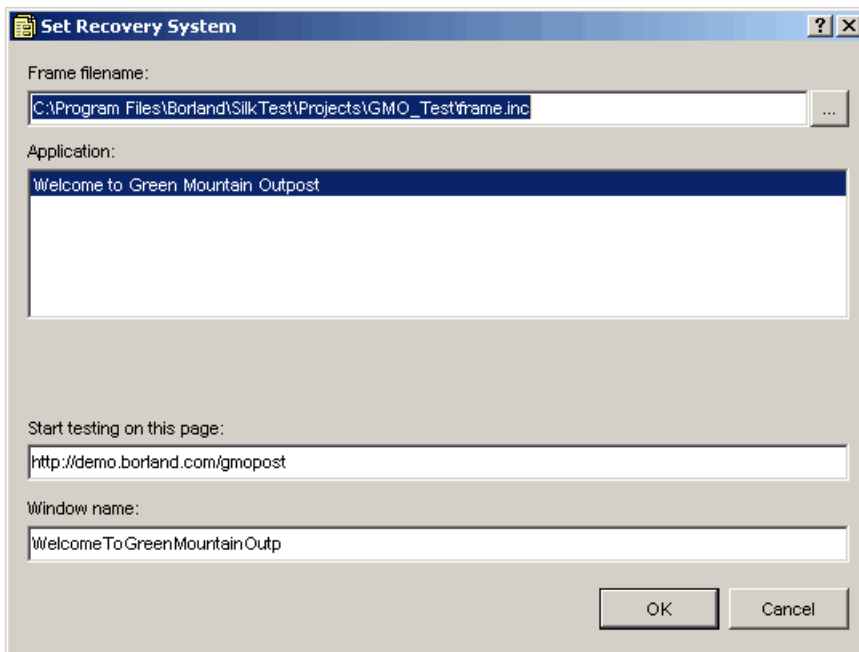 Set Recovery System
Frame filename:
C:\Program Files\Borland\SilkTest\Projects\GMO_Test\frame.inc
...
Application:
Welcome to Green Mountain Outpost
Start testing on this page:
http://demo.borland.com/gmopost
Window name:
WelcomeToGreenMountainOutp
OK Cancel